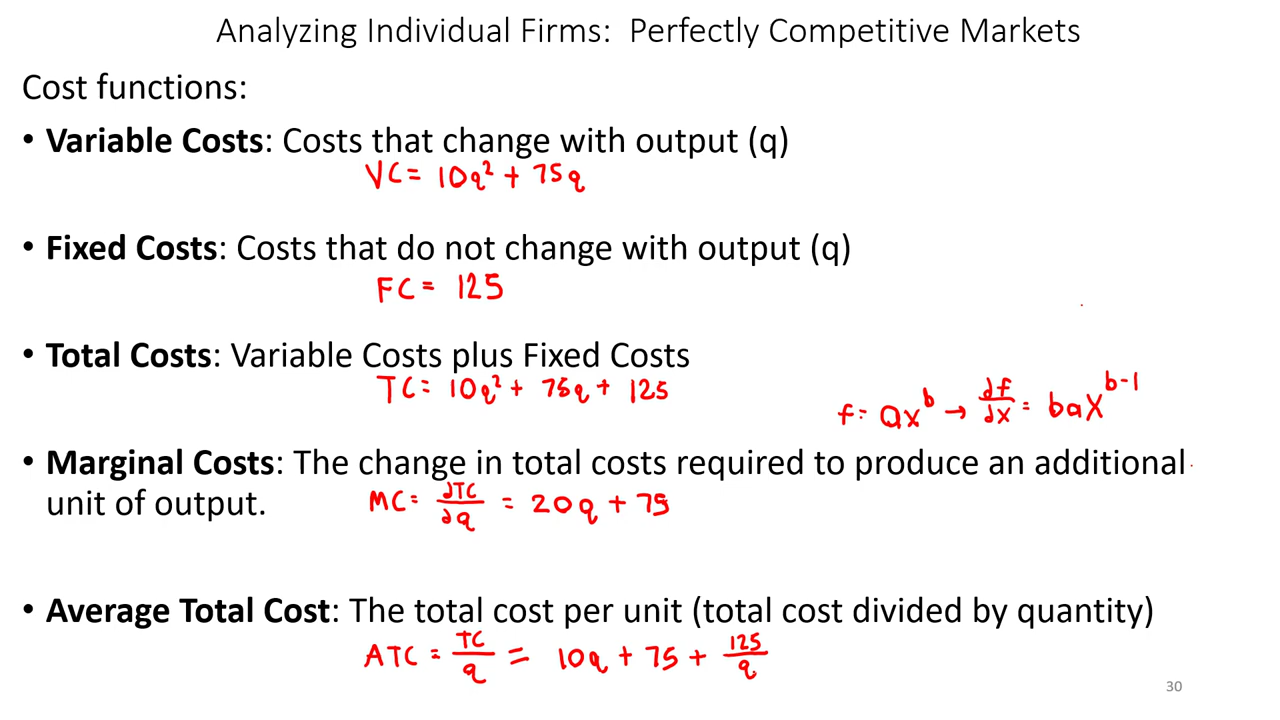 Analyzing Individual Firms:  Perfectly Competitive Markets
Cost functions:
• Variable Costs: Costs that change with output (q)
VC = 10q² + 75q
• Fixed Costs: Costs that do not change with output (q)
FC = 125
• Total Costs: Variable Costs plus Fixed Costs
TC = 10q² + 75q + 125
f = ax^b → ∂f/∂x = bax^(b-1)
• Marginal Costs: The change in total costs required to produce an additional
unit of output.
MC = ∂TC/∂q = 20q + 75
• Average Total Cost: The total cost per unit (total cost divided by quantity)
ATC = TC/q = 10q + 75 + 125/q
30